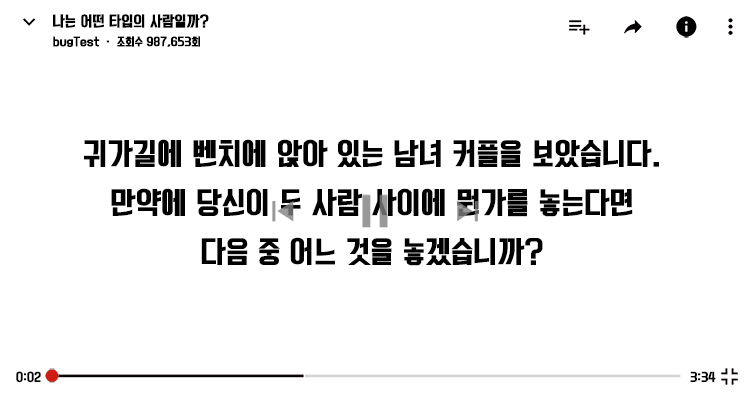 나는 어떤 타입의 사람일까?
bugTest · 조회수 987,653회
귀가길에 벤치에 앉아 있는 남녀 커플을 보았습니다.
만약에 당신이 두 사람 사이에 뭔가를 놓는다면
다음 중 어느 것을 놓겠습니까?
0:02
3:34